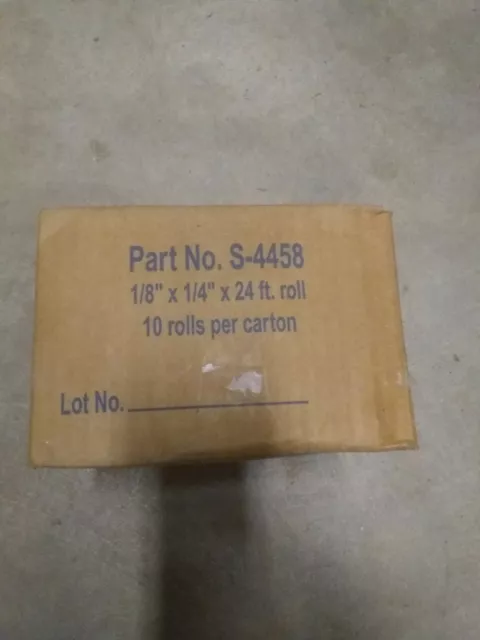 Part No. S-4458
1/8" x 1/4" x 24 ft. roll
10 rolls per carton
Lot No.